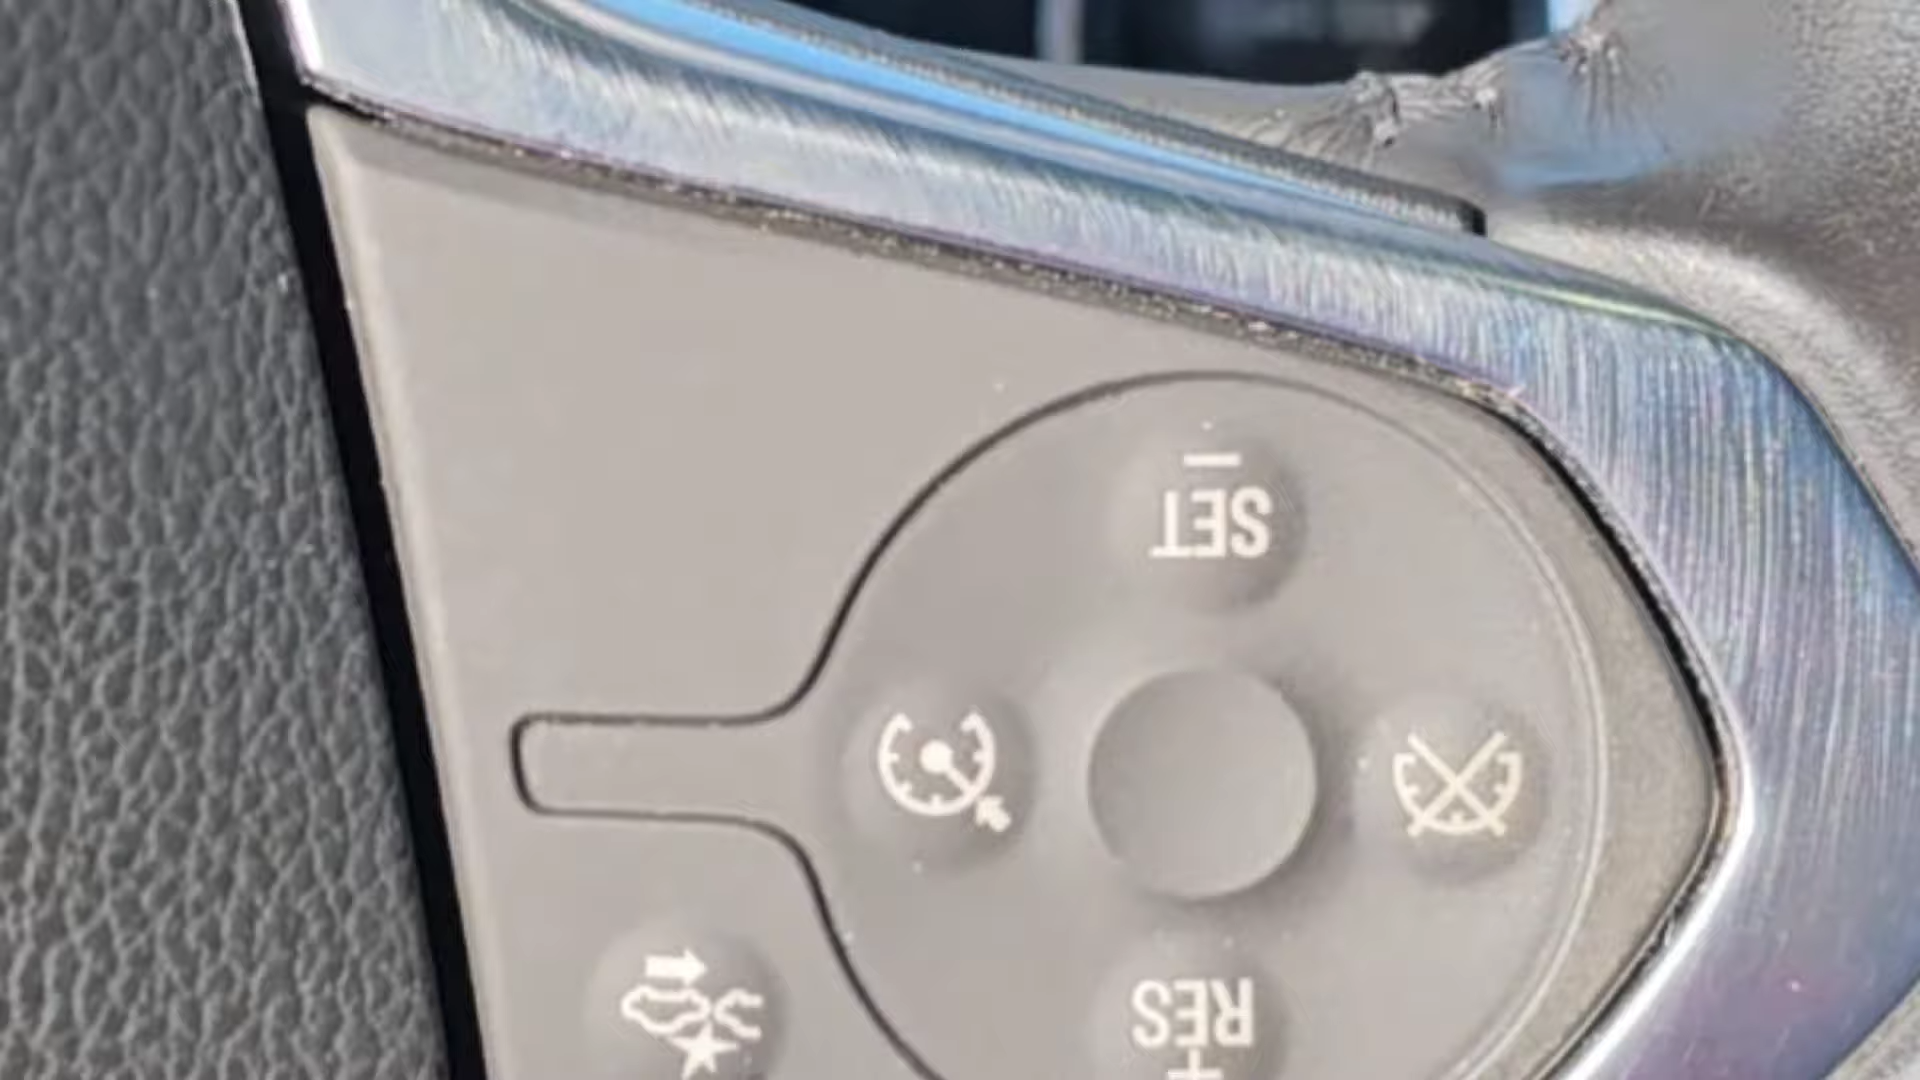 SET
–
+
RES